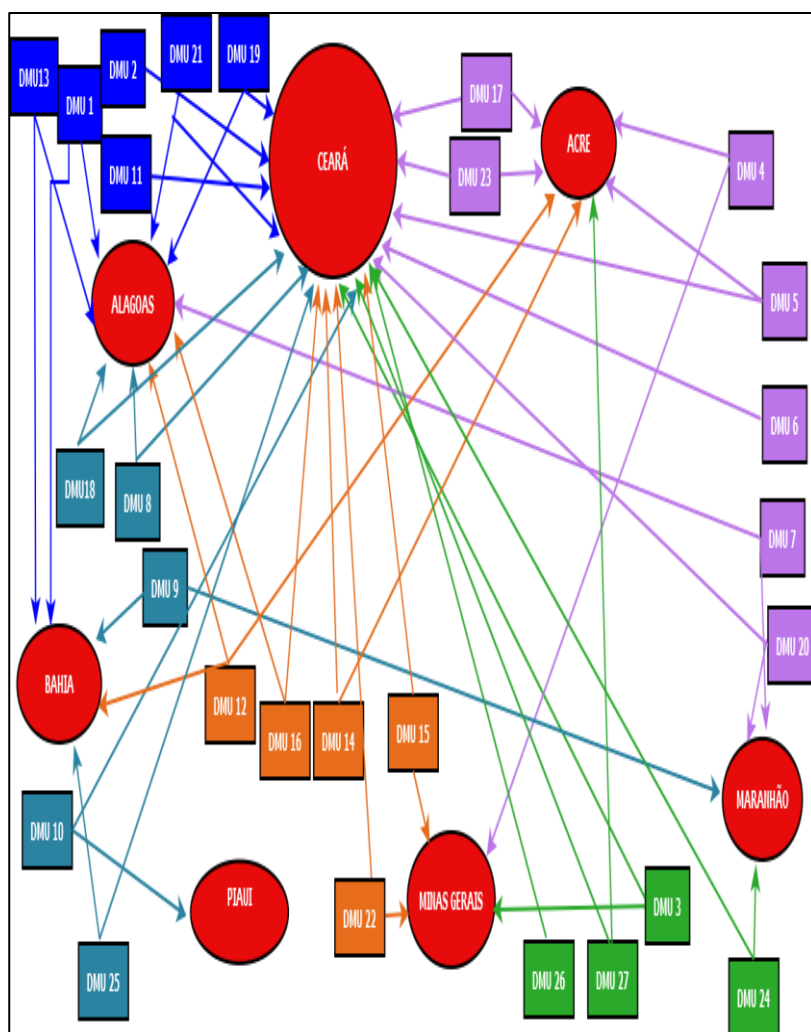 DMU 21
DMU 19
DMU 2
DMU13
DMU 1
DMU 17
CEARÁ
ACRE
DMU 4
DMU 11
DMU 23
ALAGOAS
DMU 5
DMU 6
DMU18
DMU 8
DMU 7
DMU 9
DMU 20
BAHIA
DMU 12
DMU 16
DMU 14
DMU 15
MARANHÃO
DMU 10
PIAUI
MINAS GERAIS
DMU 3
DMU 22
DMU 25
DMU 26
DMU 27
DMU 24